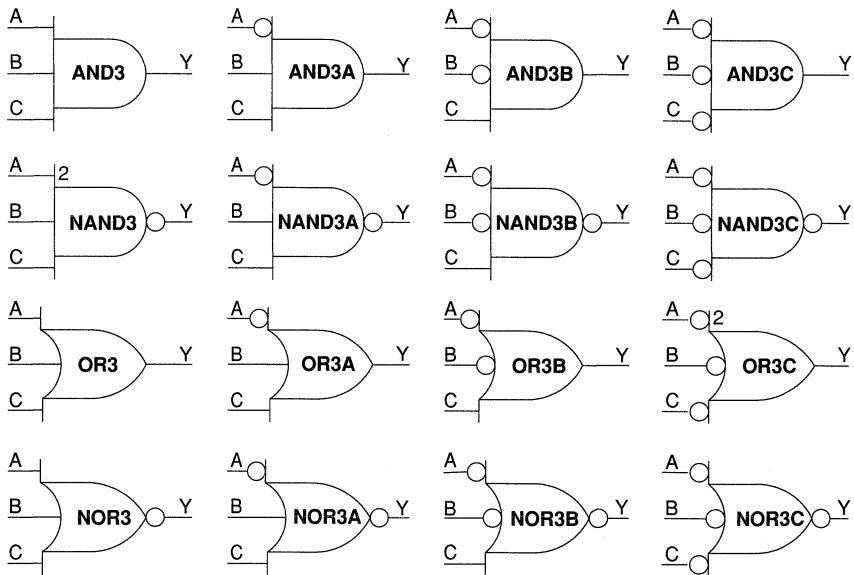 A A A A
B AND3 Y B AND3A Y B AND3B Y B AND3C Y
C C C C
A 2 A A A
B NAND3 Y B NAND3A Y B NAND3B Y B NAND3C Y
C C C C
A A A A 2
B OR3 Y B OR3A Y B OR3B Y B OR3C Y
C C C C
A A A A
B NOR3 Y B NOR3A Y B NOR3B Y B NOR3C Y
C C C C